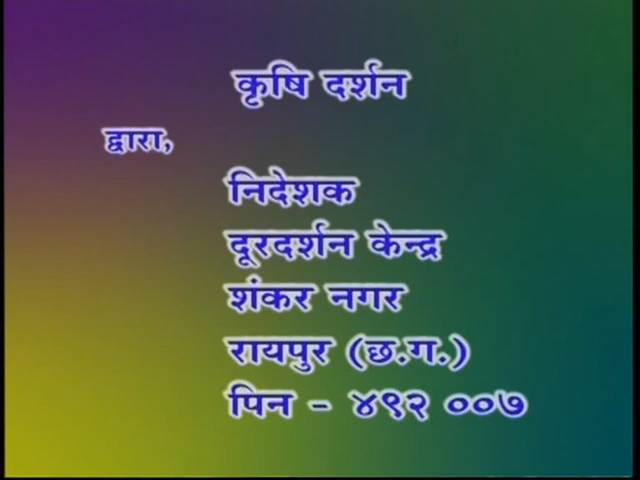 कृषि दर्शन
द्वारा,
निदेशक
दूरदर्शन केन्द्र
शंकर नगर
रायपुर (छ.ग.)
पिन - ४९२ ००७